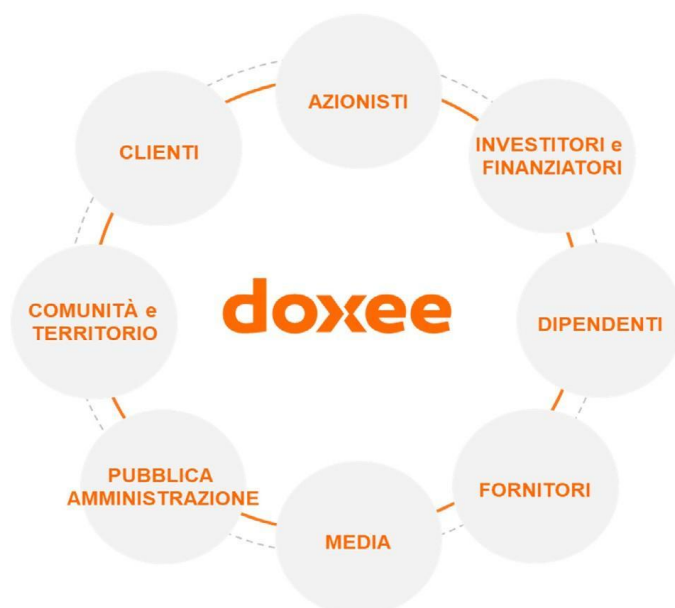 AZIONISTI
INVESTITORI e
FINANZIATORI
DIPENDENTI
FORNITORI
MEDIA
PUBBLICA
AMMINISTRAZIONE
COMUNITÀ e
TERRITORIO
CLIENTI
doxee